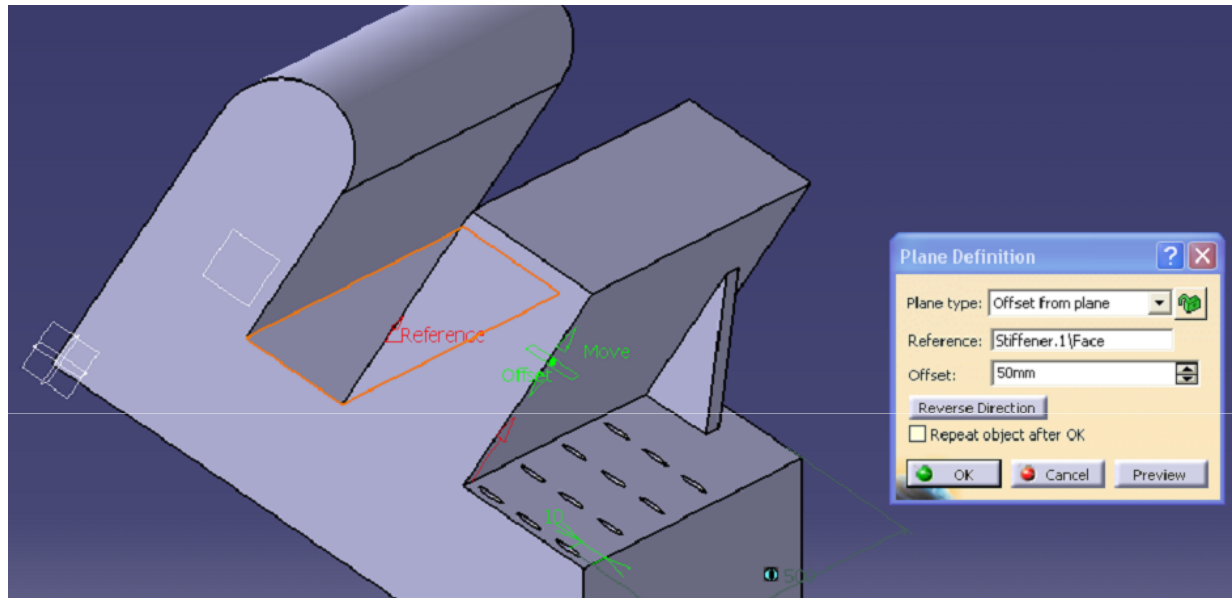 Plane Definition
Plane type: Offset from plane
Reference: Stiffener.1\Face
Offset: 50mm
Reverse Direction
Repeat object after OK
OK Cancel Preview
Reference
Move
Offset
10